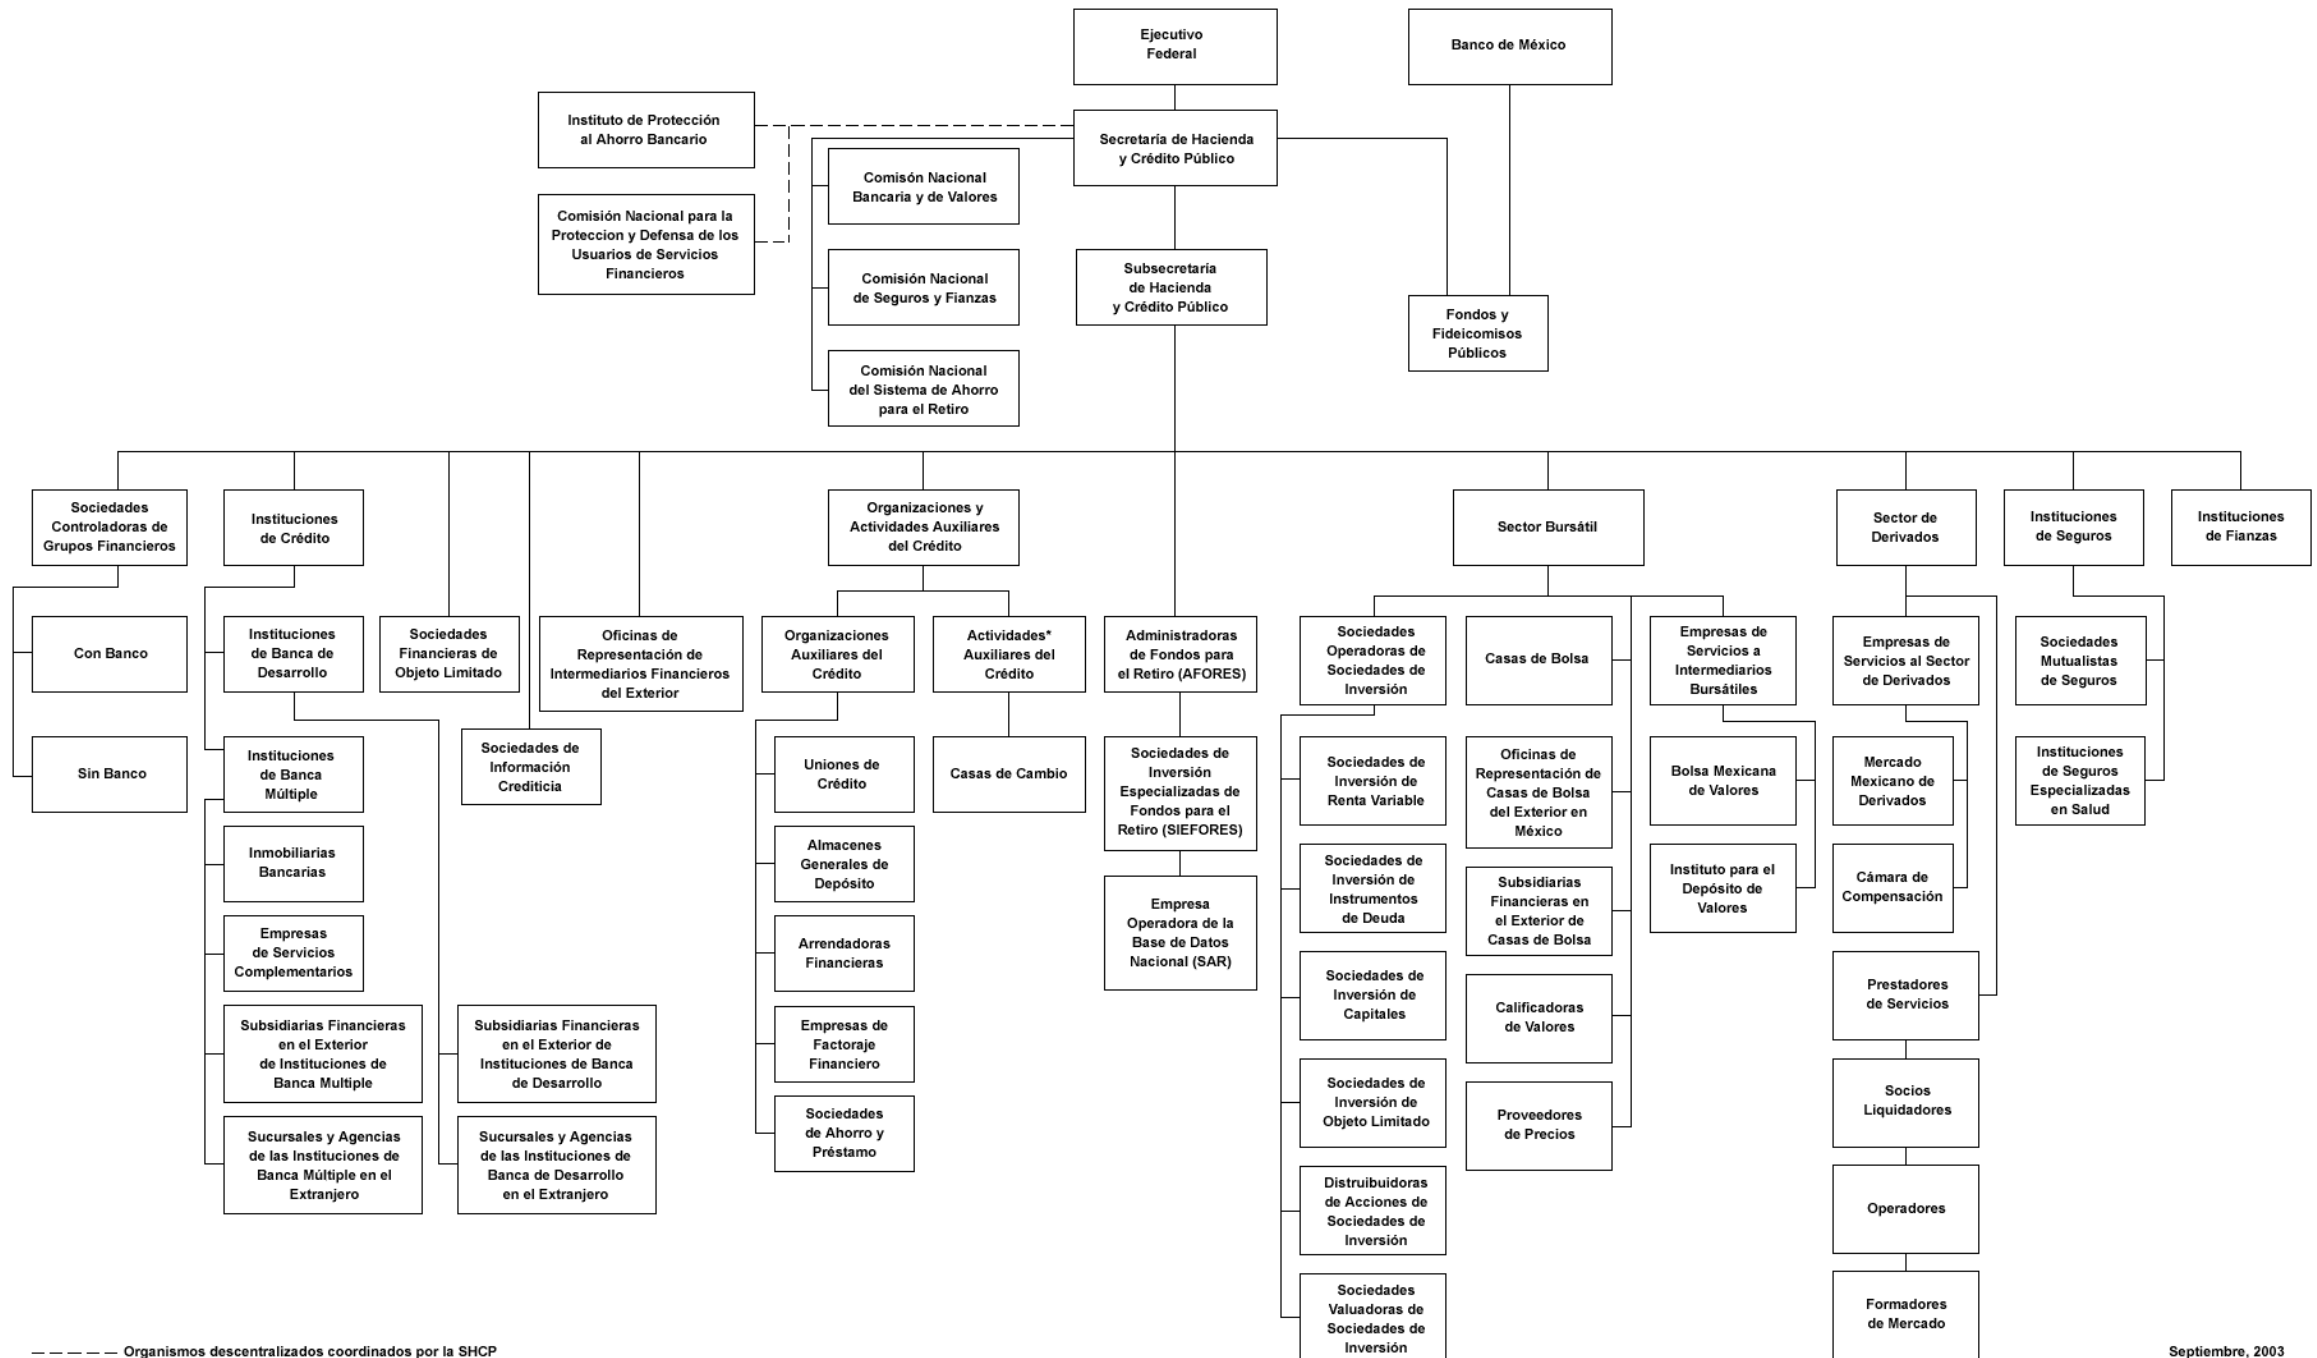 Ejecutivo
Federal
Banco de México
Instituto de Protección
al Ahorro Bancario
Secretaría de Hacienda
y Crédito Público
Comisón Nacional
Bancaria y de Valores
Comisión Nacional para la
Proteccion y Defensa de los
Usuarios de Servicios
Financieros
Comisión Nacional
de Seguros y Fianzas
Subsecretaría
de Hacienda
y Crédito Público
Fondos y
Fideicomisos
Públicos
Comisión Nacional
del Sistema de Ahorro
para el Retiro
Sociedades
Controladoras de
Grupos Financieros
Instituciones
de Crédito
Organizaciones y
Actividades Auxiliares
del Crédito
Sector Bursátil
Sector de
Derivados
Instituciones
de Seguros
Instituciones
de Fianzas
Con Banco
Instituciones
de Banca de
Desarrollo
Sociedades
Financieras de
Objeto Limitado
Oficinas de
Representación de
Intermediarios Financieros
del Exterior
Organizaciones
Auxiliares del
Crédito
Actividades*
Auxiliares del
Crédito
Administradoras
de Fondos para
el Retiro (AFORES)
Sociedades
Operadoras de
Sociedades de
Inversión
Casas de Bolsa
Empresas de
Servicios a
Intermediarios
Bursátiles
Empresas de
Servicios al Sector
de Derivados
Sociedades
Mutualistas
de Seguros
Sin Banco
Instituciones
de Banca
Múltiple
Sociedades de
Información
Crediticia
Uniones de
Crédito
Casas de Cambio
Sociedades de
Inversión
Especializadas de
Fondos para el
Retiro (SIEFORES)
Sociedades de
Inversión de
Renta Variable
Oficinas de
Representación de
Casas de Bolsa
del Exterior en
México
Bolsa Mexicana
de Valores
Mercado
Mexicano de
Derivados
Instituciones
de Seguros
Especializadas
en Salud
Inmobiliarias
Bancarias
Almacenes
Generales de
Depósito
Empresa
Operadora de la
Base de Datos
Nacional (SAR)
Sociedades de
Inversión de
Instrumentos
de Deuda
Subsidiarias
Financieras en
el Exterior de
Casas de Bolsa
Instituto para el
Depósito de
Valores
Cámara de
Compensación
Empresas
de Servicios
Complementarios
Arrendadoras
Financieras
Sociedades de
Inversión de
Capitales
Calificadoras
de Valores
Prestadores
de Servicios
Subsidiarias Financieras
en el Exterior
de Instituciones de
Banca Multiple
Subsidiarias Financieras
en el Exterior de
Instituciones de Banca
de Desarrollo
Empresas de
Factoraje
Financiero
Sociedades de
Inversión de
Objeto Limitado
Proveedores
de Precios
Socios
Liquidadores
Sucursales y Agencias
de las Instituciones de
Banca Múltiple en el
Extranjero
Sucursales y Agencias
de las Instituciones de
Banca de Desarrollo
en el Extranjero
Sociedades
de Ahorro y
Préstamo
Distruibuidoras
de Acciones de
Sociedades de
Inversión
Operadores
Sociedades
Valuadoras de
Sociedades de
Inversión
Formadores
de Mercado
Organismos descentralizados coordinados por la SHCP
Septiembre, 2003